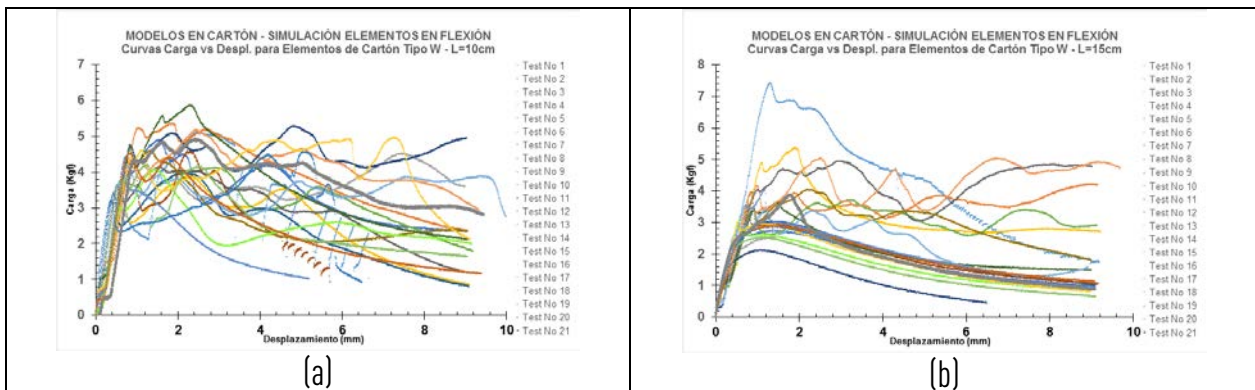 MODELOS EN CARTÓN - SIMULACIÓN ELEMENTOS EN FLEXIÓN
Curvas Carga vs Despl. para Elementos de Cartón Tipo W - L=10cm
7
6
5
4
3
2
1
0
Carga (Kgf)
0 2 4 6 8 10
Desplazamiento (mm)
Test No 1
Test No 2
Test No 3
Test No 4
Test No 5
Test No 6
Test No 7
Test No 8
Test No 9
Test No 10
Test No 11
Test No 12
Test No 13
Test No 14
Test No 15
Test No 16
Test No 17
Test No 18
Test No 19
Test No 20
Test No 21
(a)
MODELOS EN CARTÓN - SIMULACIÓN ELEMENTOS EN FLEXIÓN
Curvas Carga vs Despl. para Elementos de Cartón Tipo W - L=15cm
8
7
6
5
4
3
2
1
0
Carga (Kgf)
0 2 4 6 8 10
Desplazamiento (mm)
Test No 1
Test No 2
Test No 3
Test No 4
Test No 5
Test No 6
Test No 7
Test No 8
Test No 9
Test No 10
Test No 11
Test No 12
Test No 13
Test No 14
Test No 15
Test No 16
Test No 17
Test No 18
Test No 19
Test No 20
Test No 21
(b)